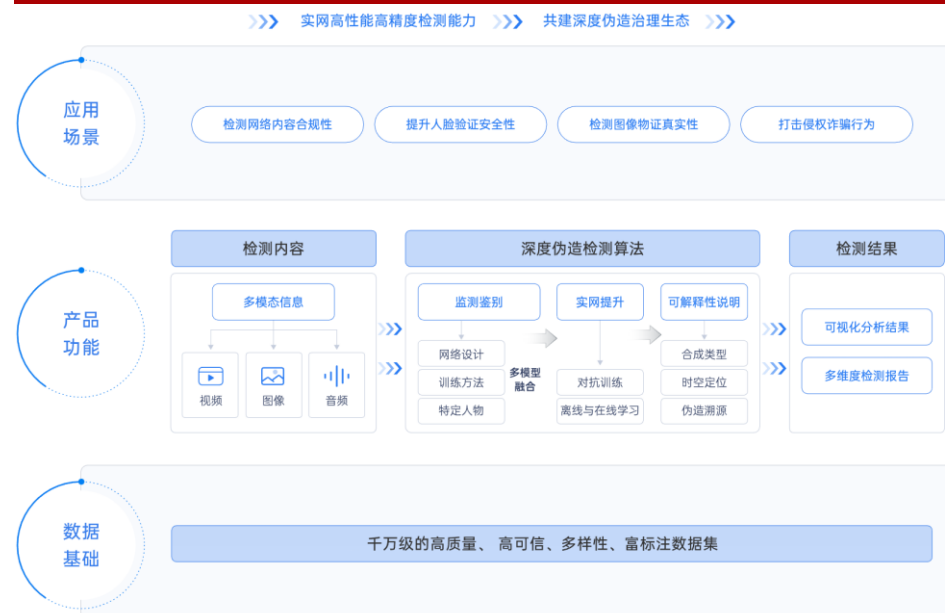 实网高性能高精度检测能力
共建深度伪造治理生态
应用
场景
检测网络内容合规性
提升人脸验证安全性
检测图像物证真实性
打击侵权诈骗行为
产品
功能
检测内容
多模态信息
视频
图像
音频
深度伪造检测算法
监测鉴别
网络设计
训练方法
特定人物
多模型
融合
实网提升
对抗训练
离线与在线学习
可解释性说明
合成类型
时空定位
伪造溯源
检测结果
可视化分析结果
多维度检测报告
数据
基础
千万级的高质量、 高可信、多样性、富标注数据集